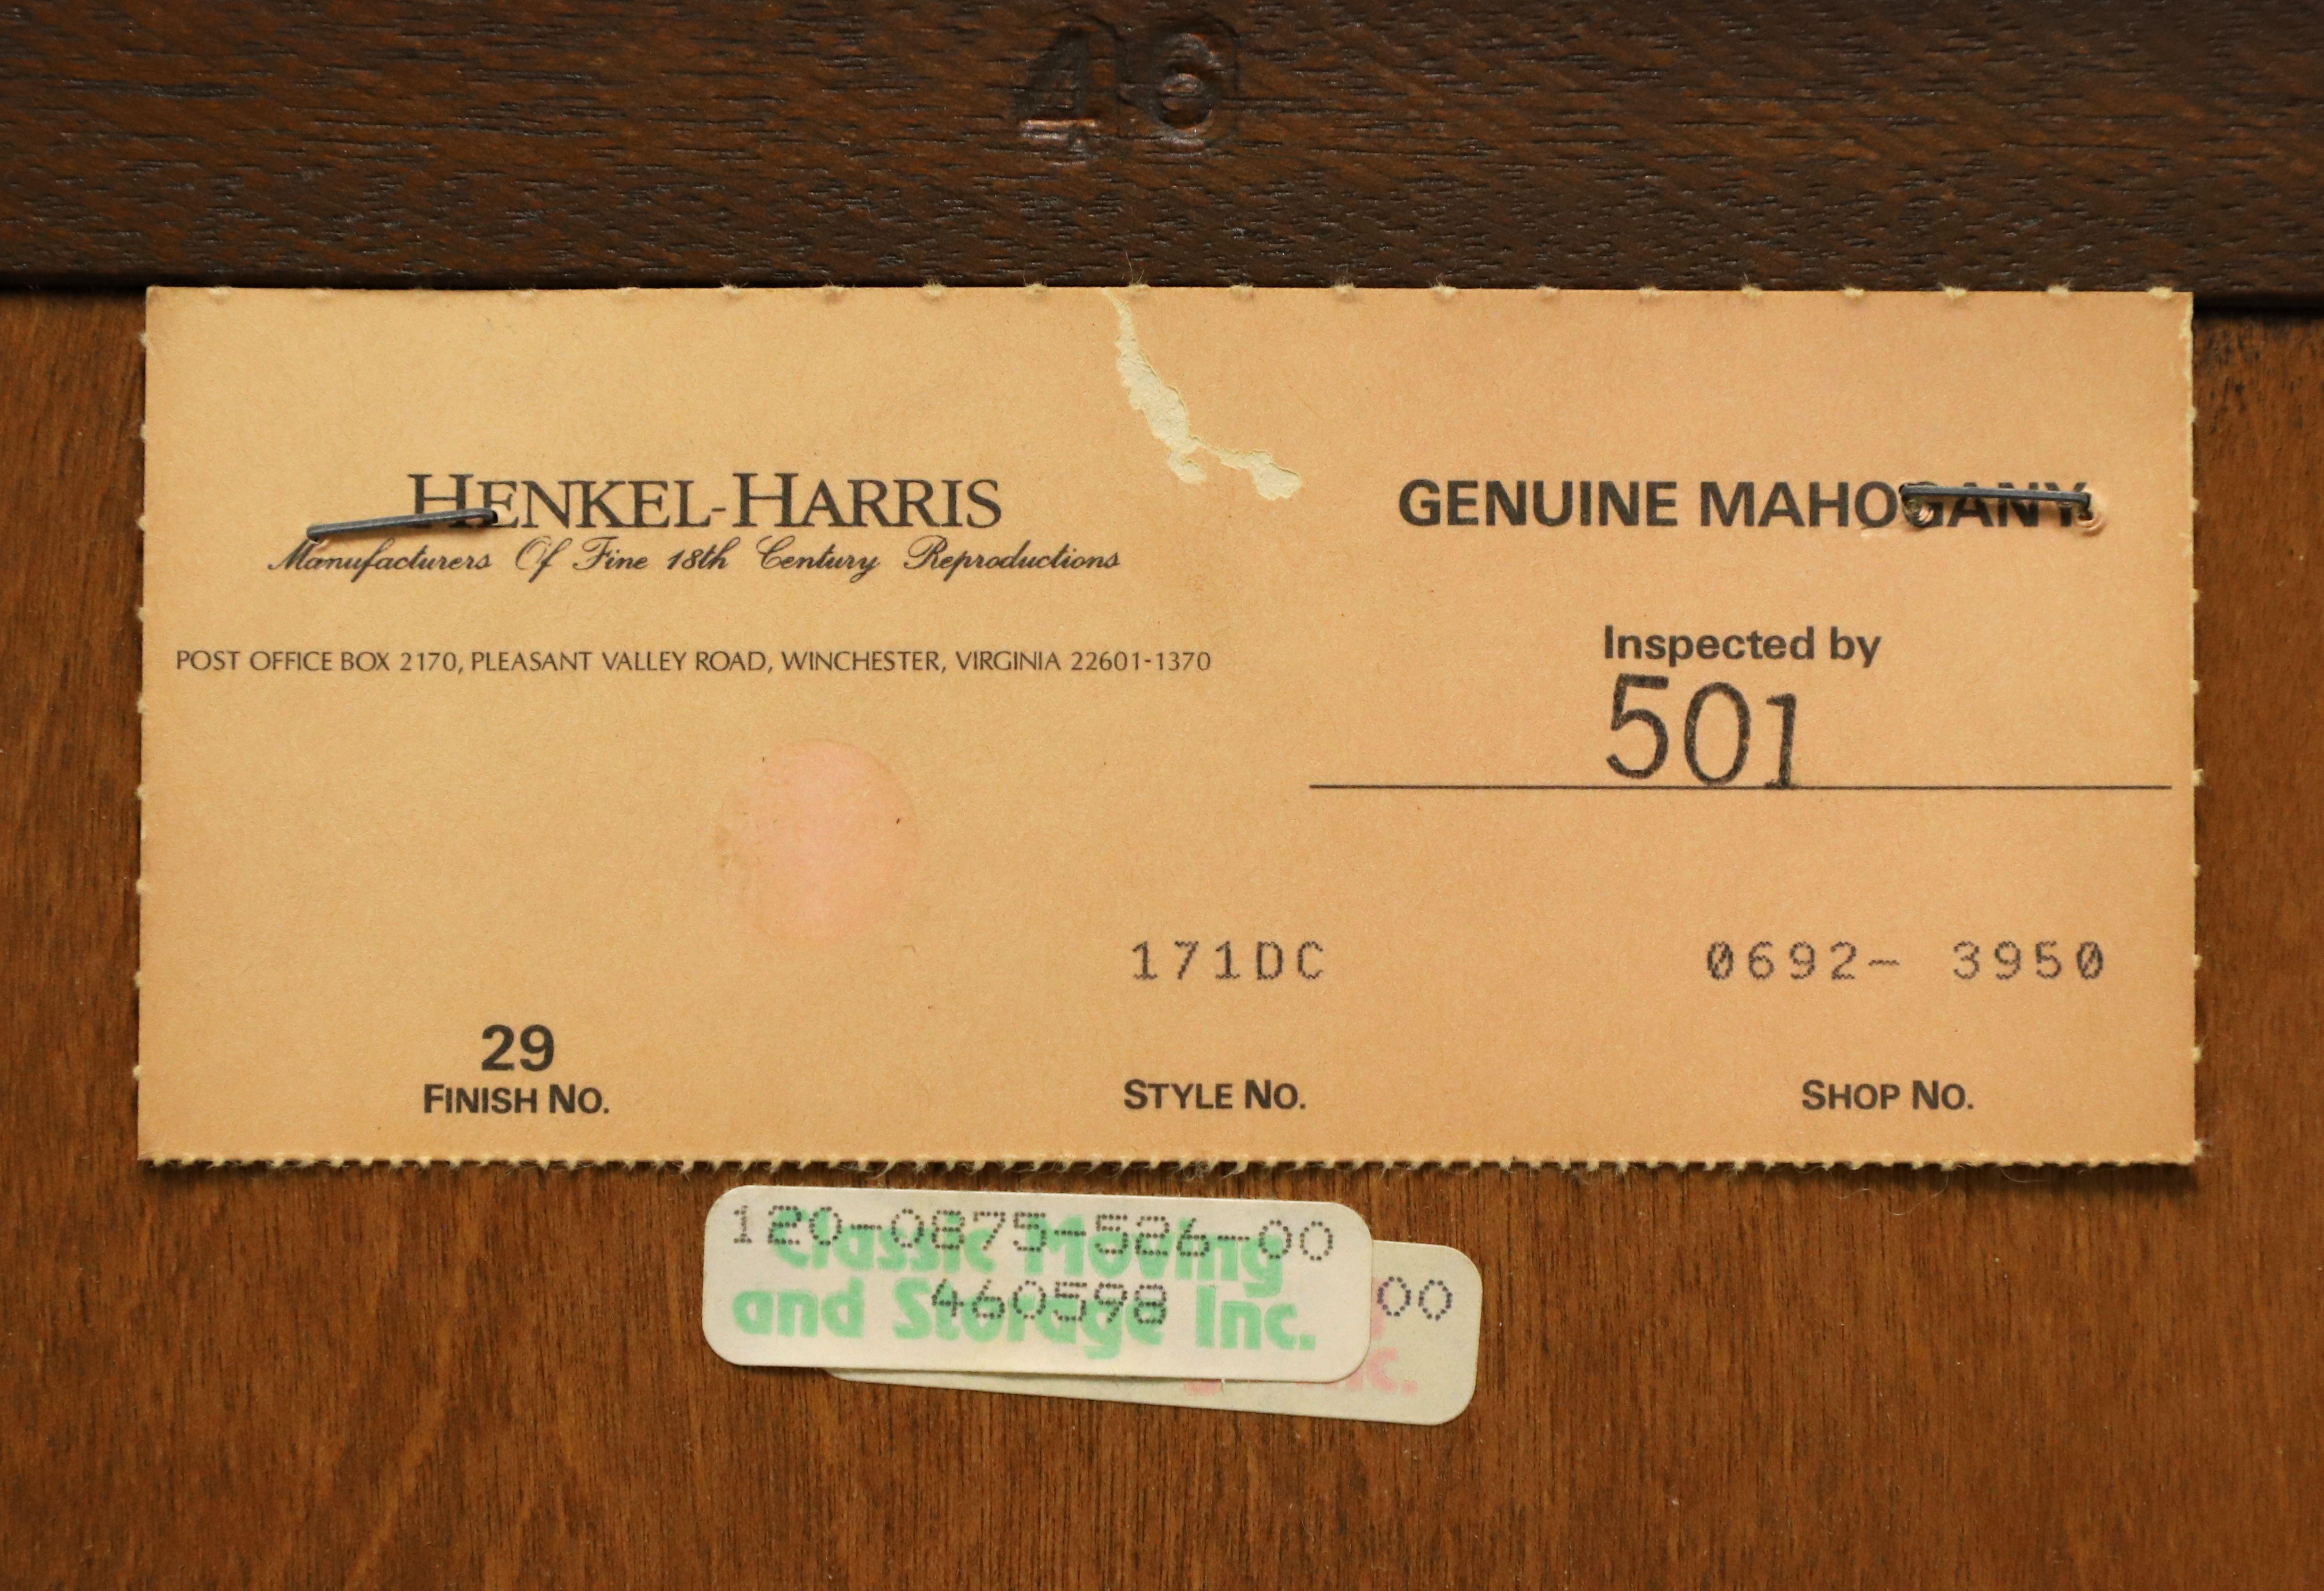 46
HENKEL-HARRIS
Manufacturers Of Fine 18th Century Reproductions
POST OFFICE BOX 2170, PLEASANT VALLEY ROAD, WINCHESTER, VIRGINIA 22601-1370
GENUINE MAHOGANY
Inspected by
501
171DC
0692- 3950
29
FINISH NO.
STYLE NO.
SHOP NO.
120-0875-526-00
Classic Moving
460598
and Storage Inc.
00